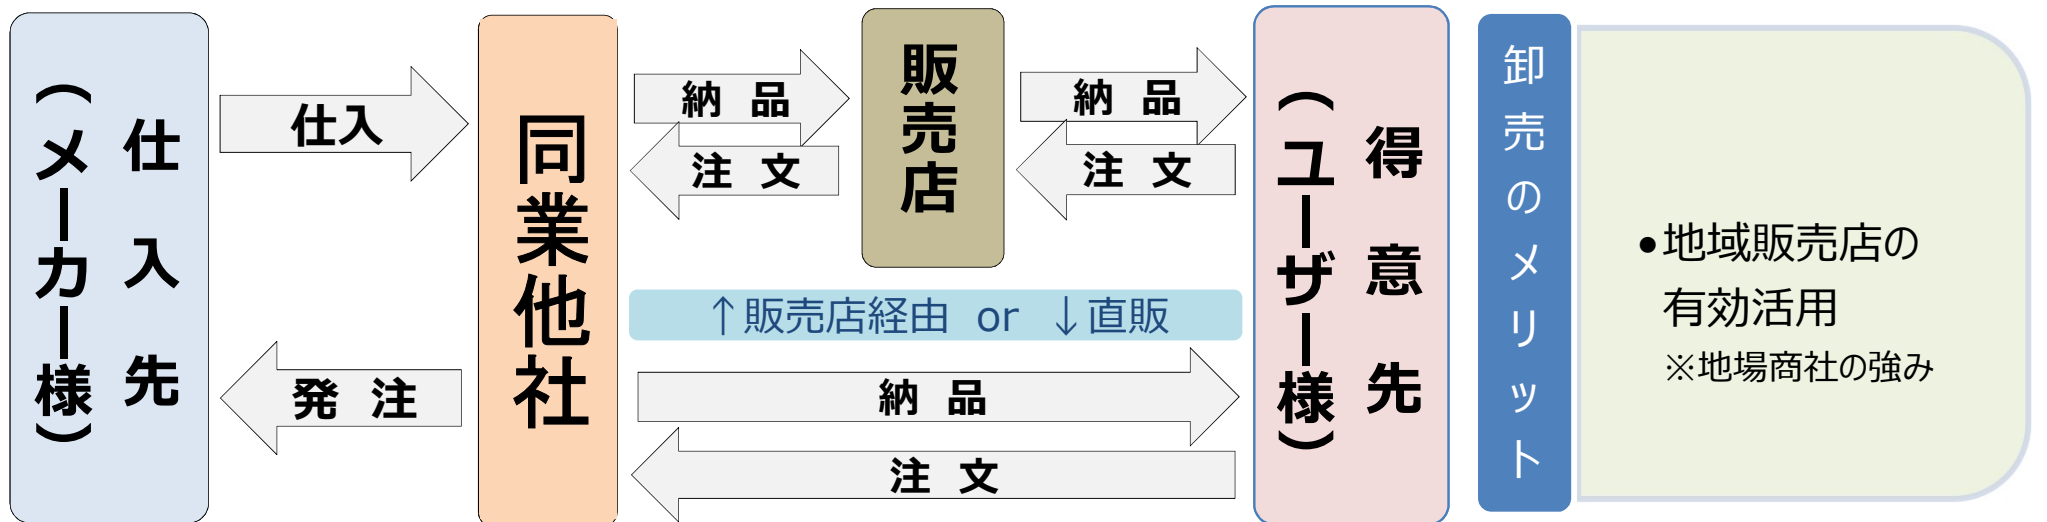 仕入先
（メーカー様）
仕入
発 注
同業他社
納 品
注 文
販売店
納 品
注 文
↑販売店経由 or ↓直販
納 品
注 文
得意先
（ユーザー様）
卸売のメリット
•地域販売店の
有効活用
※地場商社の強み